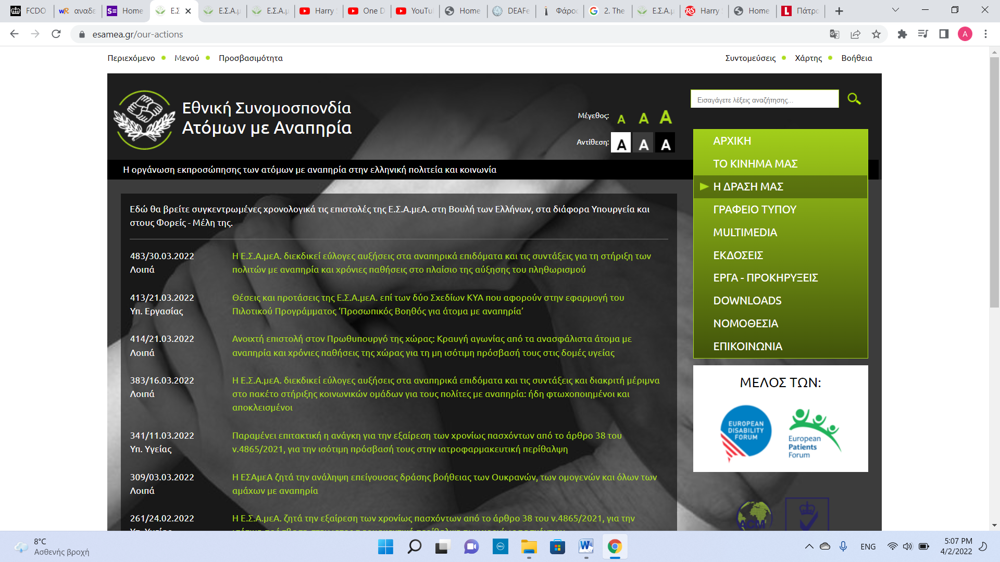 FCDO
αναδε
Home
Ε.Σ
Ε.Σ.Α.μ
Ε.Σ.Α.μ
Harry
One D
YouTu
Home
DEAFe
Φάρος
2. The
Ε.Σ.Α.μ
Harry
Home
Πάτρα
esamea.gr/our-actions
A
Περιεχόμενο
Μενού
Προσβασιμότητα
Συντομεύσεις
Χάρτης
Βοήθεια
Εθνική Συνομοσπονδία
Ατόμων με Αναπηρία
Μέγεθος: A A A
Αντίθεση: A A A
Εισαγάγετε λέξεις αναζήτησης...
Η οργάνωση εκπροσώπησης των ατόμων με αναπηρία στην ελληνική πολιτεία και κοινωνία
ΑΡΧΙΚΗ
ΤΟ ΚΙΝΗΜΑ ΜΑΣ
Η ΔΡΑΣΗ ΜΑΣ
ΓΡΑΦΕΙΟ ΤΥΠΟΥ
MULTIMEDIA
ΕΚΔΟΣΕΙΣ
ΕΡΓΑ - ΠΡΟΚΗΡΥΞΕΙΣ
DOWNLOADS
ΝΟΜΟΘΕΣΙΑ
ΕΠΙΚΟΙΝΩΝΙΑ
Εδώ θα βρείτε συγκεντρωμένες χρονολογικά τις επιστολές της Ε.Σ.Α.μεΑ. στη Βουλή των Ελλήνων, στα διάφορα Υπουργεία και
στους Φορείς - Μέλη της.
483/30.03.2022
Λοιπά
Η Ε.Σ.Α.μεΑ. διεκδικεί εύλογες αυξήσεις στα αναπηρικά επιδόματα και τις συντάξεις για τη στήριξη των
πολιτών με αναπηρία και χρόνιες παθήσεις στο πλαίσιο της αύξησης του πληθωρισμού
413/21.03.2022
Υπ. Εργασίας
Θέσεις και προτάσεις της Ε.Σ.Α.μεΑ. επί των δύο Σχεδίων ΚΥΑ που αφορούν στην εφαρμογή του
Πιλοτικού Προγράμματος ‘Προσωπικός Βοηθός για άτομα με αναπηρία’
414/21.03.2022
Λοιπά
Ανοιχτή επιστολή στον Πρωθυπουργό της χώρας: Κραυγή αγωνίας από τα ανασφάλιστα άτομα με
αναπηρία και χρόνιες παθήσεις της χώρας για τη μη ισότιμη πρόσβασή τους στις δομές υγείας
383/16.03.2022
Λοιπά
Η Ε.Σ.Α.μεΑ. διεκδικεί εύλογες αυξήσεις στα αναπηρικά επιδόματα και τις συντάξεις και διακριτή μέριμνα
στο πακέτο στήριξης κοινωνικών ομάδων για τους πολίτες με αναπηρία: ήδη φτωχοποιημένοι και
αποκλεισμένοι
341/11.03.2022
Υπ. Υγείας
Παραμένει επιτακτική η ανάγκη για την εξαίρεση των χρονίως πασχόντων από το άρθρο 38 του
ν.4865/2021, για την ισότιμη πρόσβασή τους στην ιατροφαρμακευτική περίθαλψη
309/03.03.2022
Λοιπά
Η ΕΣΑμεΑ ζητά την ανάληψη επείγουσας δράσης βοήθειας των Ουκρανών, των ομογενών και όλων των
αμάχων με αναπηρία
261/24.02.2022
Η Ε.Σ.Α.μεΑ. ζητά την εξαίρεση των χρονίως πασχόντων από το άρθρο 38 του ν.4865/2021, για την
ΜΕΛΟΣ ΤΩΝ:
EUROPEAN
DISABILITY
FORUM
European
Patients
Forum
ACM
8°C
Ασθενής βροχή
ENG
5:07 PM
4/2/2022